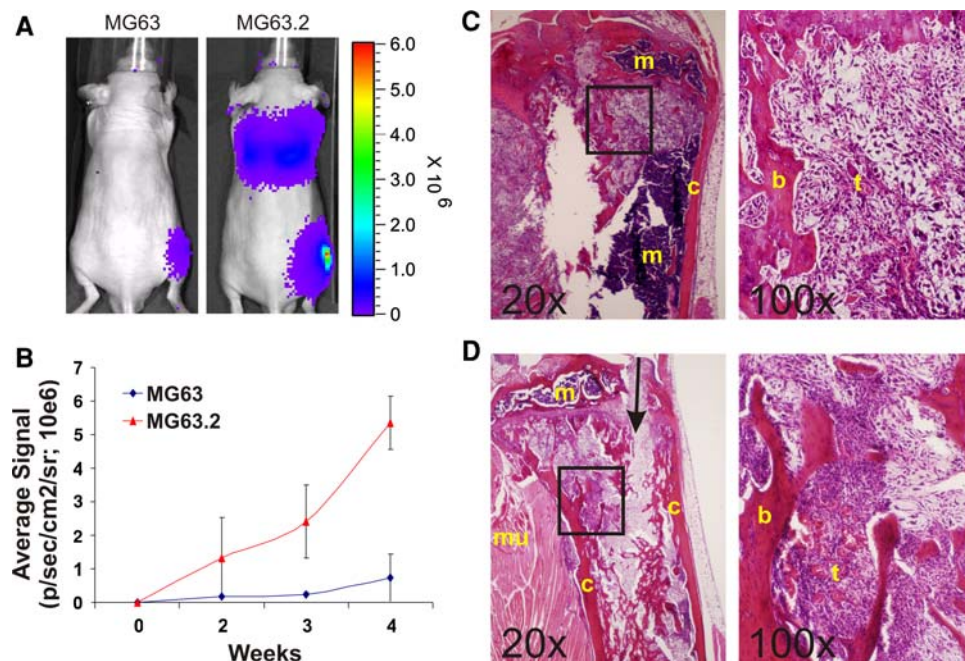 A
MG63
MG63.2
6.0
5.0
4.0
3.0
2.0
1.0
0
X 10 6
B
7
6
5
4
3
2
1
0
Average Signal
(p/sec/cm2/sr; 10e6)
MG63
MG63.2
0
2
3
4
Weeks
C
m
c
m
20x
b
t
100x
D
m
mu
c
c
20x
b
t
100x